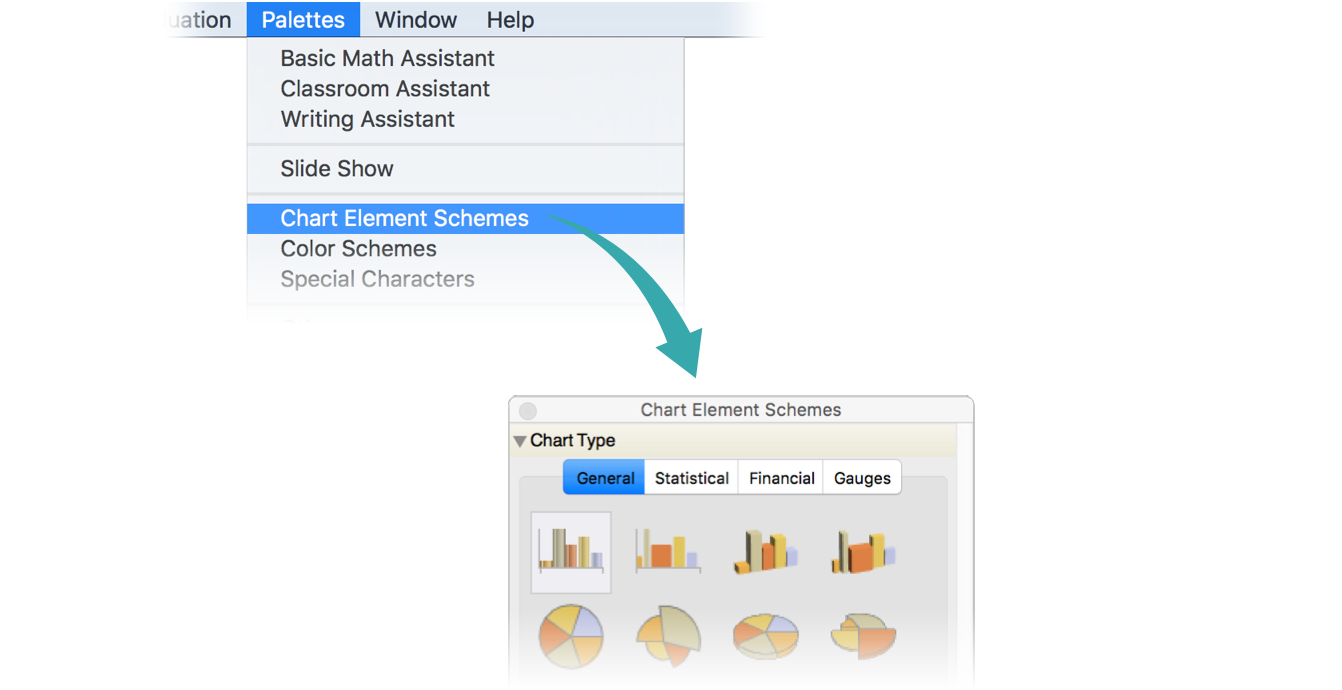 Palettes Window Help
Basic Math Assistant
Classroom Assistant
Writing Assistant
Slide Show
Chart Element Schemes
Color Schemes
Special Characters
Chart Element Schemes
Chart Type
General Statistical Financial Gauges